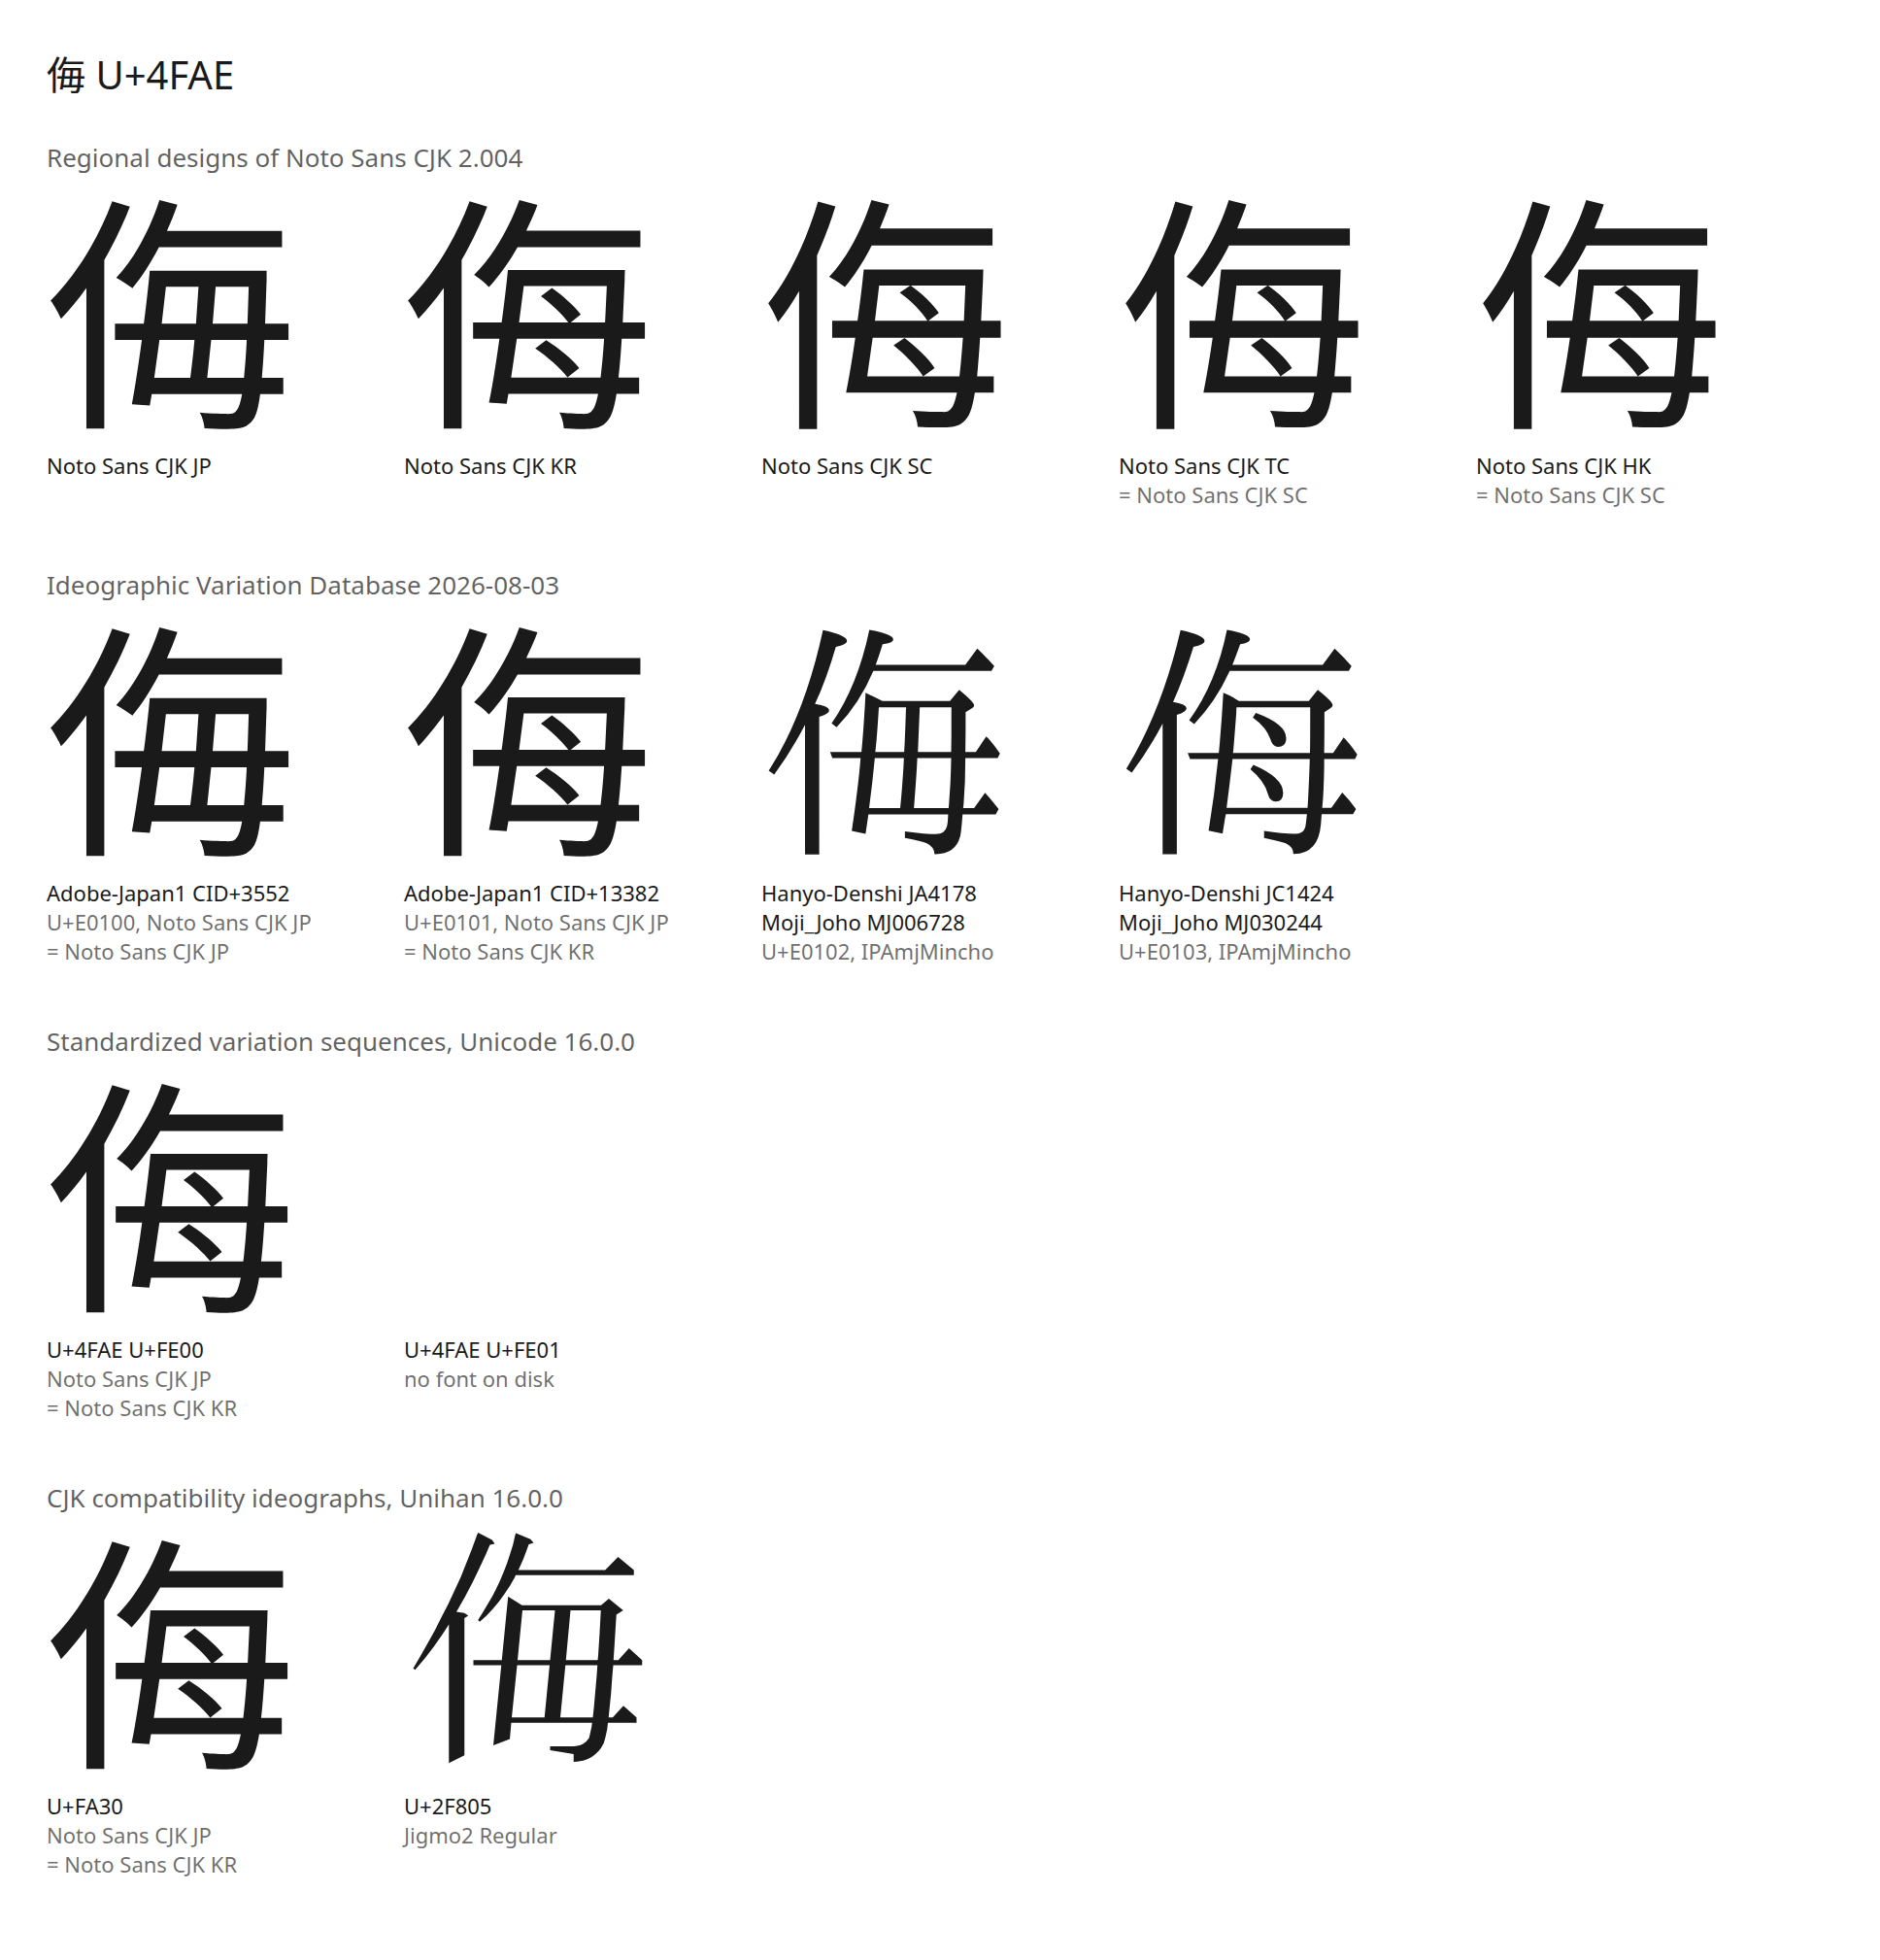 侮 U+4FAE
Regional designs of Noto Sans CJK 2.004
侮 侮 侮 侮 侮
Noto Sans CJK JP
Noto Sans CJK KR
Noto Sans CJK SC
Noto Sans CJK TC
= Noto Sans CJK SC
Noto Sans CJK HK
= Noto Sans CJK SC
Ideographic Variation Database 2026-08-03
侮󠄀 侮󠄁 侮󠄂 侮󠄃
Adobe-Japan1 CID+3552
U+E0100, Noto Sans CJK JP
= Noto Sans CJK JP
Adobe-Japan1 CID+13382
U+E0101, Noto Sans CJK JP
= Noto Sans CJK KR
Hanyo-Denshi JA4178
Moji_Joho MJ006728
U+E0102, IPAmjMincho
Hanyo-Denshi JC1424
Moji_Joho MJ030244
U+E0103, IPAmjMincho
Standardized variation sequences, Unicode 16.0.0
侮︀
U+4FAE U+FE00
Noto Sans CJK JP
= Noto Sans CJK KR
U+4FAE U+FE01
no font on disk
CJK compatibility ideographs, Unihan 16.0.0
侮 侮
U+FA30
Noto Sans CJK JP
= Noto Sans CJK KR
U+2F805
Jigmo2 Regular